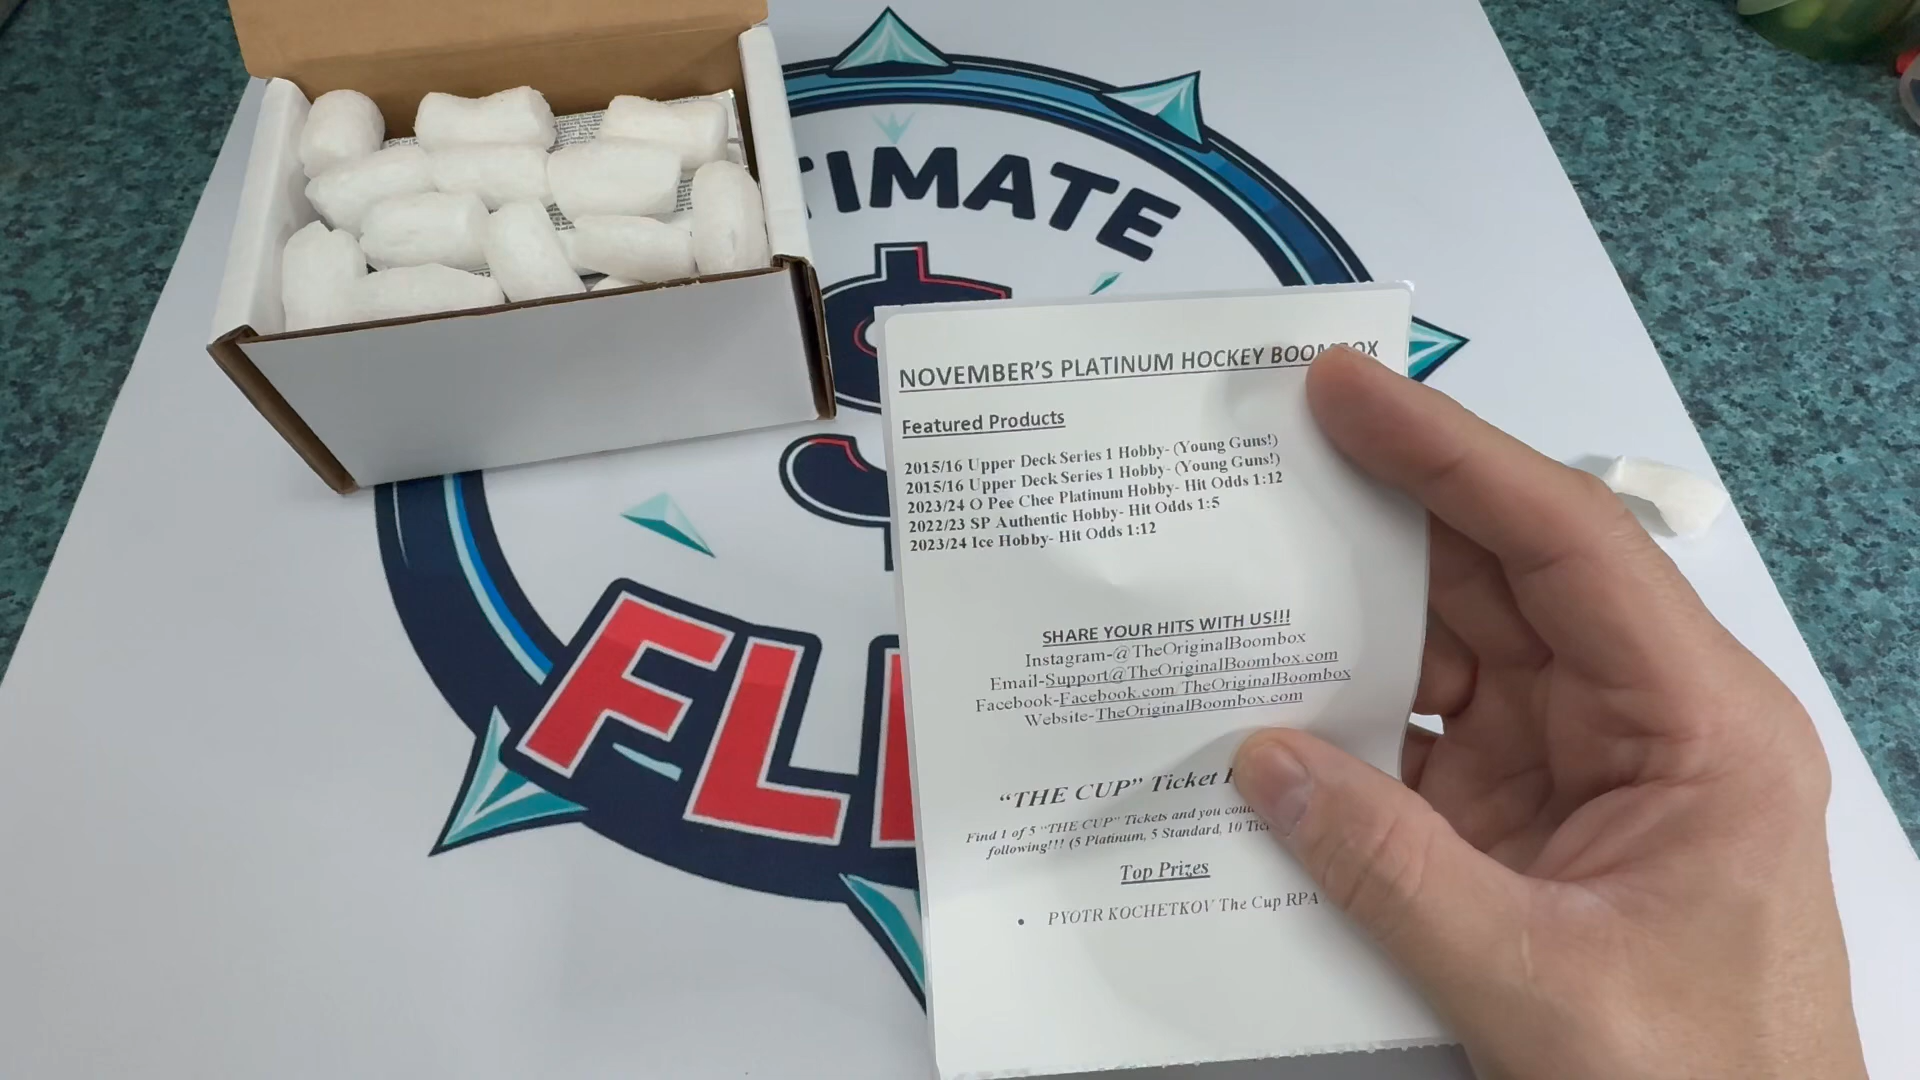 TIMATE
$
FLI
NOVEMBER'S PLATINUM HOCKEY BOOMBOX
Featured Products
2015/16 Upper Deck Series 1 Hobby- (Young Guns!)
2015/16 Upper Deck Series 1 Hobby- (Young Guns!)
2023/24 O Pee Chee Platinum Hobby- Hit Odds 1:12
2022/23 SP Authentic Hobby- Hit Odds 1:5
2023/24 Ice Hobby- Hit Odds 1:12
SHARE YOUR HITS WITH US!!!
Instagram-@TheOriginalBoombox
Email-Support@TheOriginalBoombox.com
Facebook-Facebook.com/TheOriginalBoombox
Website-TheOriginalBoombox.com
“THE CUP” Ticket
Find 1 of 5 “THE CUP” Tickets and you
following!!! (5 Platinum, 5 Standard, 10
Top Prizes
• PYOTR KOCHETKOV The Cup RPA